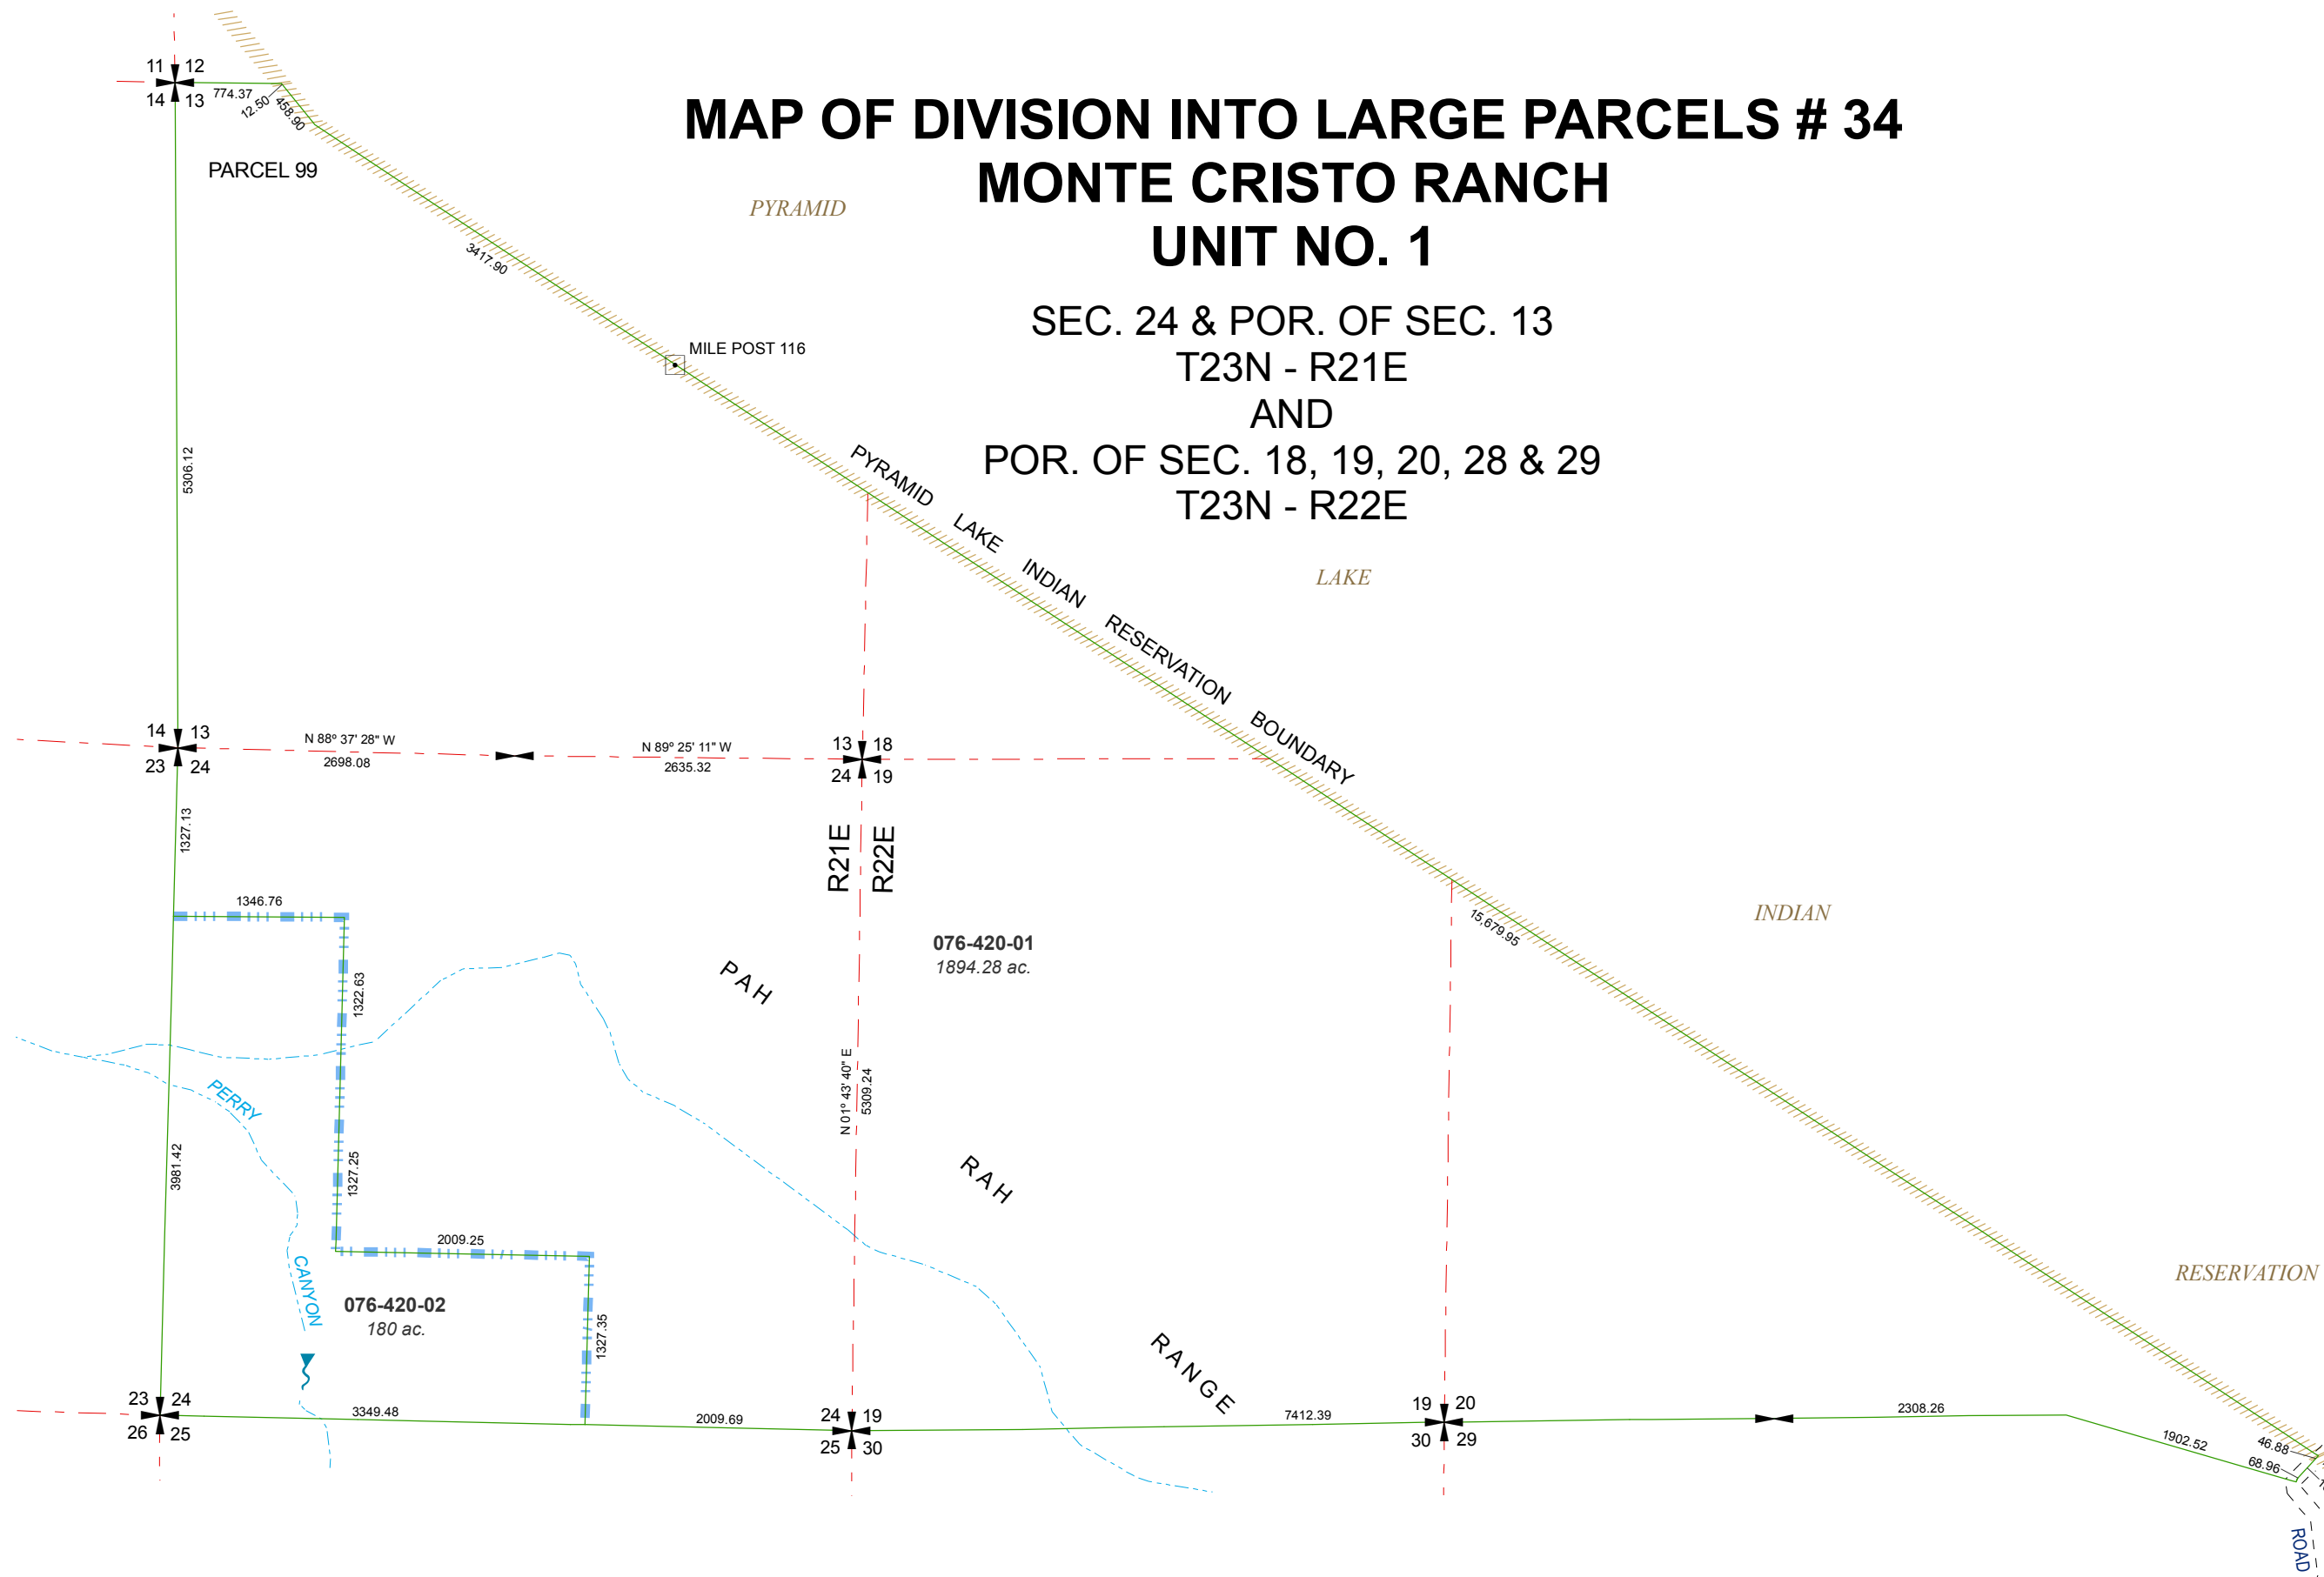 11 12
14 13
774.37
12.50
458.90
PARCEL 99
MAP OF DIVISION INTO LARGE PARCELS # 34
MONTE CRISTO RANCH
UNIT NO. 1
SEC. 24 & POR. OF SEC. 13
T23N - R21E
AND
POR. OF SEC. 18, 19, 20, 28 & 29
T23N - R22E
PYRAMID
3417.90
MILE POST 116
5306.12
PYRAMID LAKE INDIAN RESERVATION BOUNDARY
LAKE
14 13
23 24
N 88º 37' 28" W
2698.08
N 89º 25' 11" W
2635.32
13 18
24 19
1327.13
R21E
R22E
1346.76
15,679.95
INDIAN
076-420-01
1894.28 ac.
1322.63
PAH
RAH
RANGE
N 01º 43' 40" E
5309.24
PERRY
CANYON
3981.42
1327.25
2009.25
RESERVATION
076-420-02
180 ac.
1327.35
23 24
26 25
3349.48
2009.69
24 19
25 30
7412.39
19 20
30 29
2308.26
1902.52
46.88
68.96
ROAD